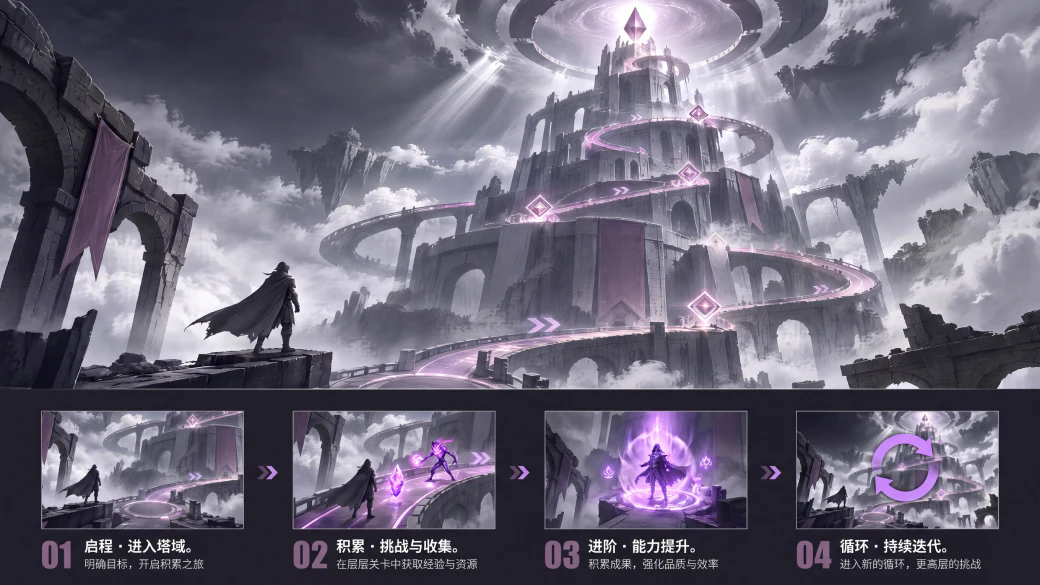 01
启程·进入塔域。
明确目标，开启积累之旅
02
积累·挑战与收集。
在层层关卡中获取经验与资源
03
进阶·能力提升。
积累成果，强化品质与效率
04
循环·持续迭代。
进入新的循环，更高层的挑战